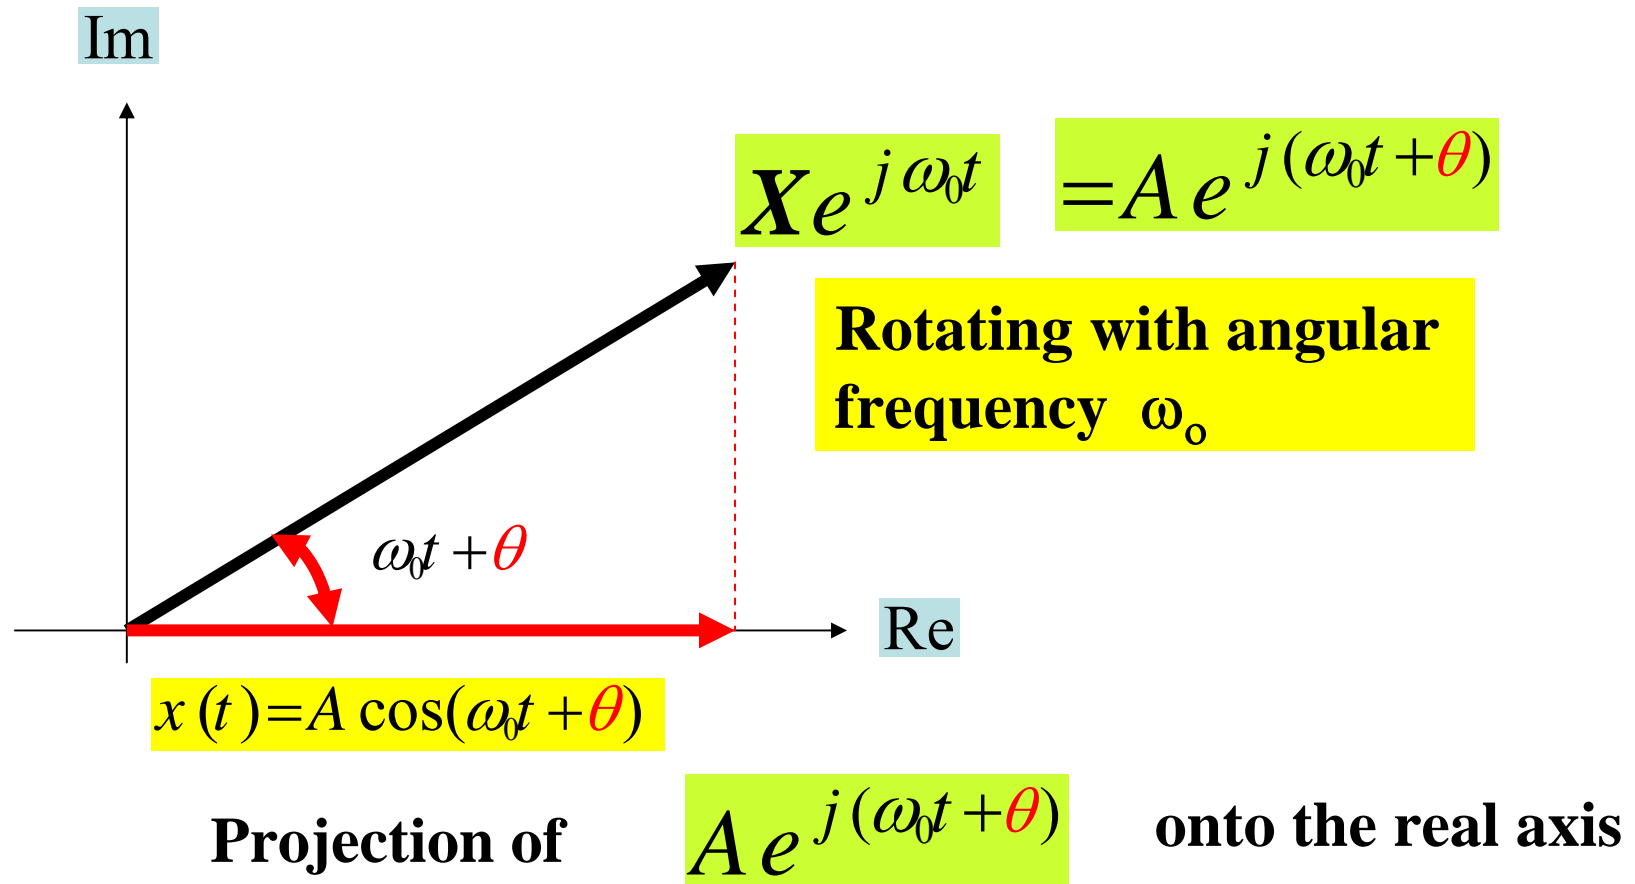 Im
Xe^{jω₀t} =Ae^{j(ω₀t+θ)}
Rotating with angular
frequency ω₀
ω₀t+θ
Re
x(t)=A cos(ω₀t+θ)
Projection of Ae^{j(ω₀t+θ)} onto the real axis